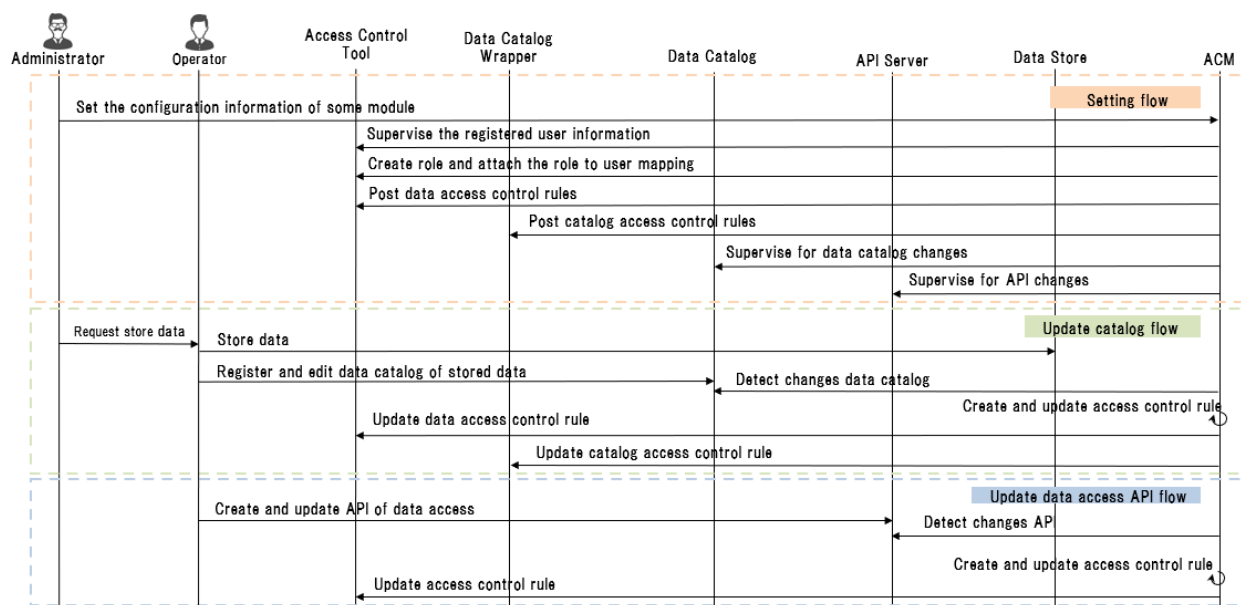 Administrator
Operator
Access Control
Tool
Data Catalog
Wrapper
Data Catalog
API Server
Data Store
ACM
Setting flow
Set the configuration information of some module
Supervise the registered user information
Create role and attach the role to user mapping
Post data access control rules
Post catalog access control rules
Supervise for data catalog changes
Supervise for API changes
Update catalog flow
Request store data
Store data
Register and edit data catalog of stored data
Detect changes data catalog
Create and update access control rule
Update data access control rule
Update catalog access control rule
Update data access API flow
Create and update API of data access
Detect changes API
Create and update access control rule
Update access control rule